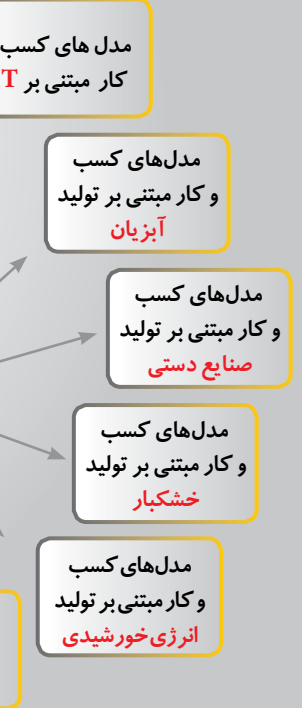 مدل های کسب
کار مبتنی بر T
مدل‌های کسب
و کار مبتنی بر تولید
آبزیان
مدل‌های کسب
و کار مبتنی بر تولید
صنایع دستی
مدل‌های کسب
و کار مبتنی بر تولید
خشکبار
مدل‌های کسب
و کار مبتنی بر تولید
انرژی خورشیدی